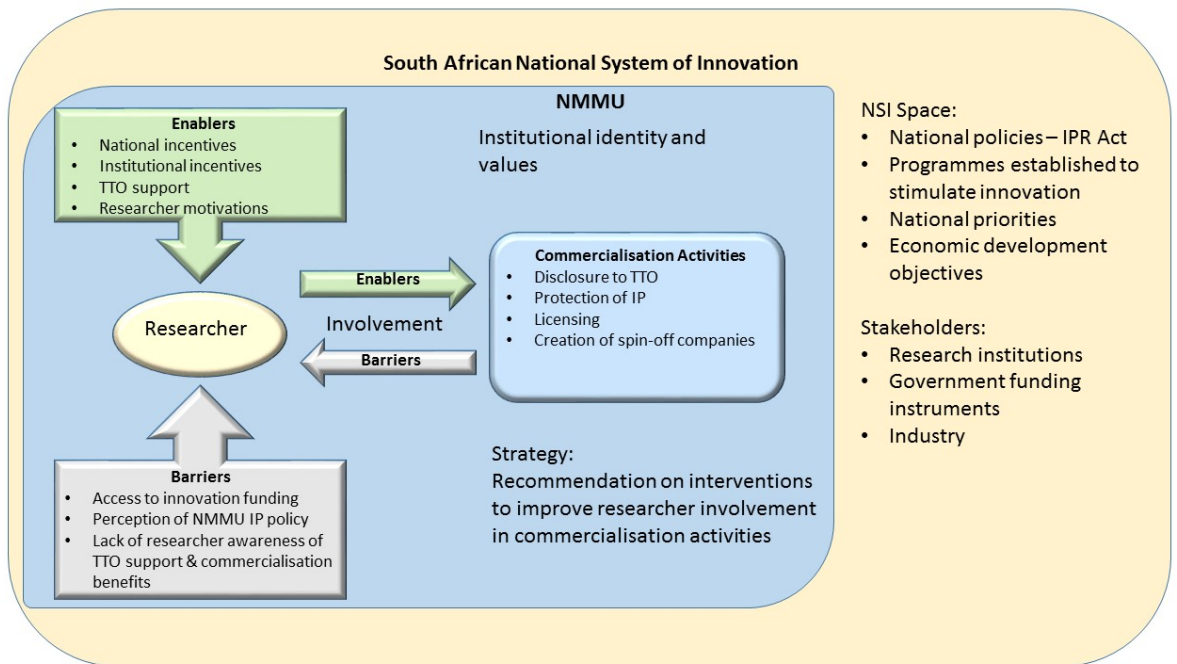 South African National System of Innovation
NMMU
Institutional identity and
values
Enablers
• National incentives
• Institutional incentives
• TTO support
• Researcher motivations
Researcher
Enablers
Involvement
Barriers
Commercialisation Activities
• Disclosure to TTO
• Protection of IP
• Licensing
• Creation of spin-off companies
Barriers
• Access to innovation funding
• Perception of NMMU IP policy
• Lack of researcher awareness of
TTO support & commercialisation
benefits
Strategy:
Recommendation on interventions
to improve researcher involvement
in commercialisation activities
NSI Space:
• National policies – IPR Act
• Programmes established to
stimulate innovation
• National priorities
• Economic development
objectives
Stakeholders:
• Research institutions
• Government funding
instruments
• Industry